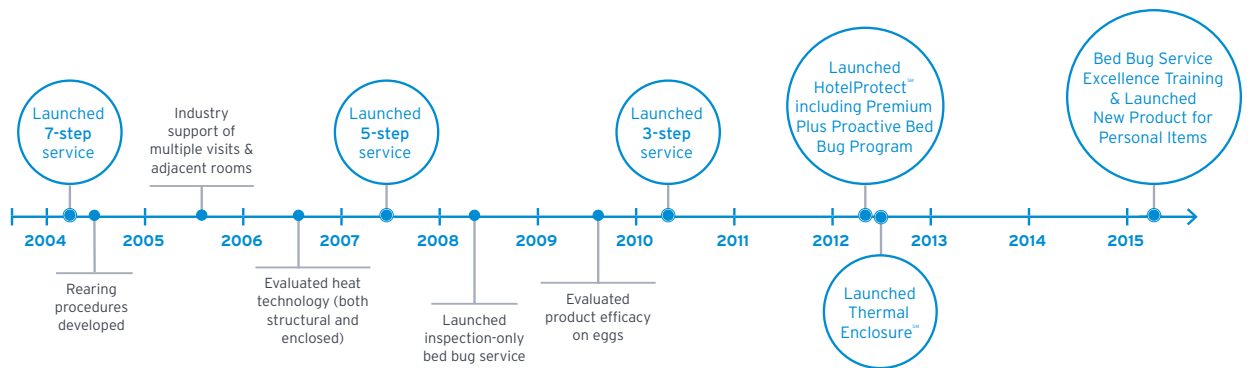 Launched
7-step
service
Industry
support of
multiple visits &
adjacent rooms
Launched
5-step
service
Launched
3-step
service
Launched
HotelProtect℠
including Premium
Plus Proactive Bed
Bug Program
Bed Bug Service
Excellence Training
& Launched
New Product for
Personal Items
2004 2005 2006 2007 2008 2009 2010 2011 2012 2013 2014 2015
Rearing
procedures
developed
Evaluated heat
technology (both
structural and
enclosed)
Launched
inspection-only
bed bug service
Evaluated
product efficacy
on eggs
Launched
Thermal
Enclosure℠